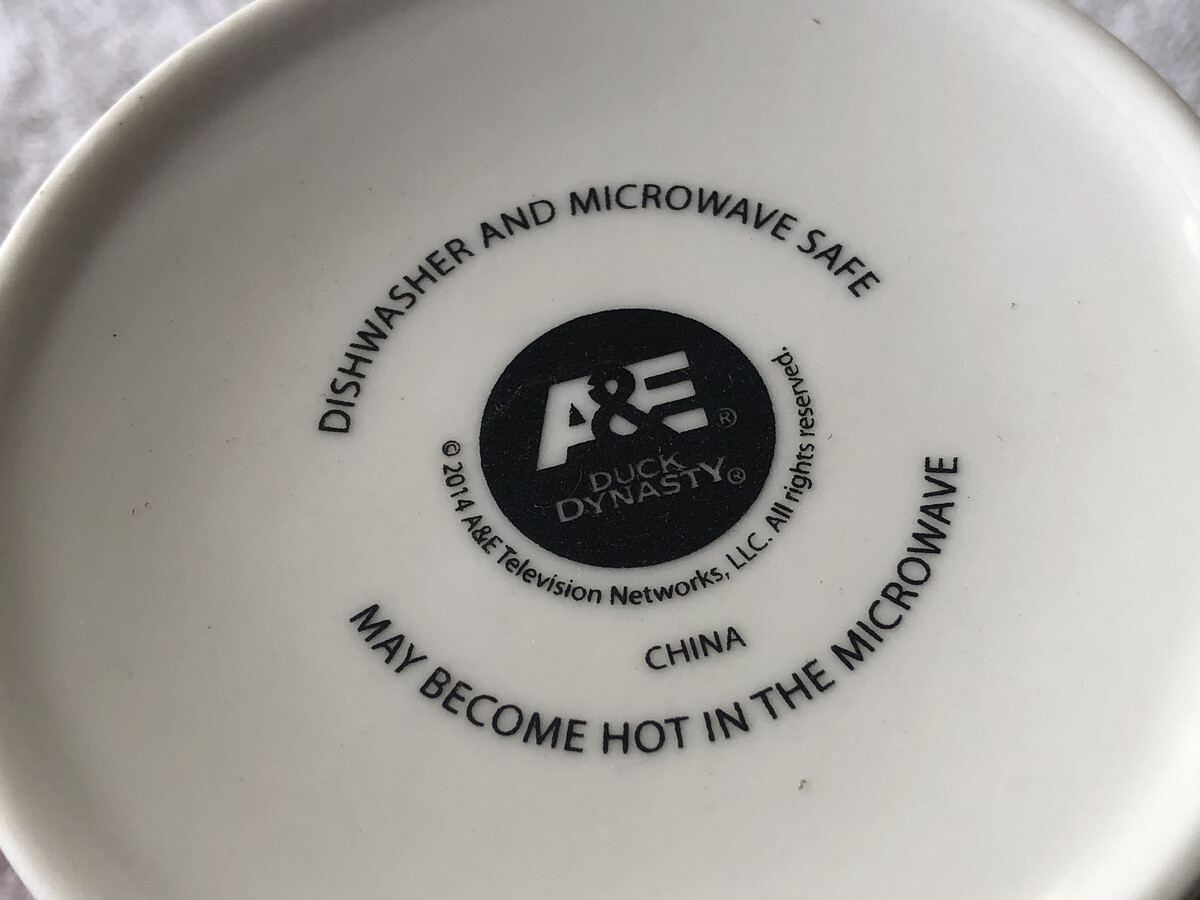 DISHWASHER AND MICROWAVE SAFE
A&E®
DUCK
DYNASTY®
© 2014 A&E Television Networks, LLC. All rights reserved.
CHINA
MAY BECOME HOT IN THE MICROWAVE